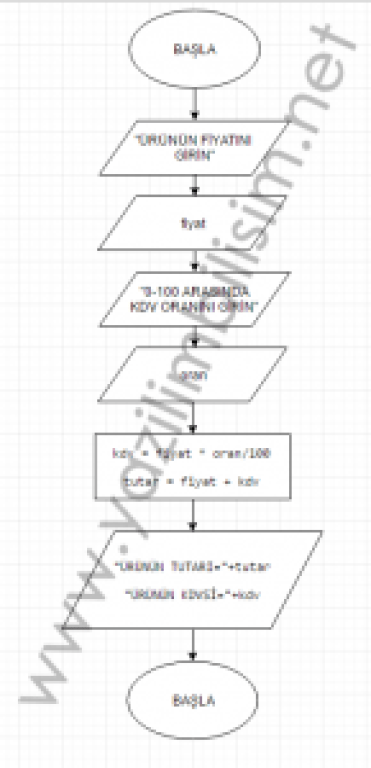 BAŞLA
"ÜRÜNÜN FİYATINI
GİRİN"
fiyat
"0-100 ARASINDA
KDV ORANINI GİRİN"
oran
kdv = fiyat * oran/100
tutar = fiyat + kdv
"ÜRÜNÜN TUTARI="+tutar
"ÜRÜNÜN KDVSİ="+kdv
BAŞLA
www.yazilimbilisim.net